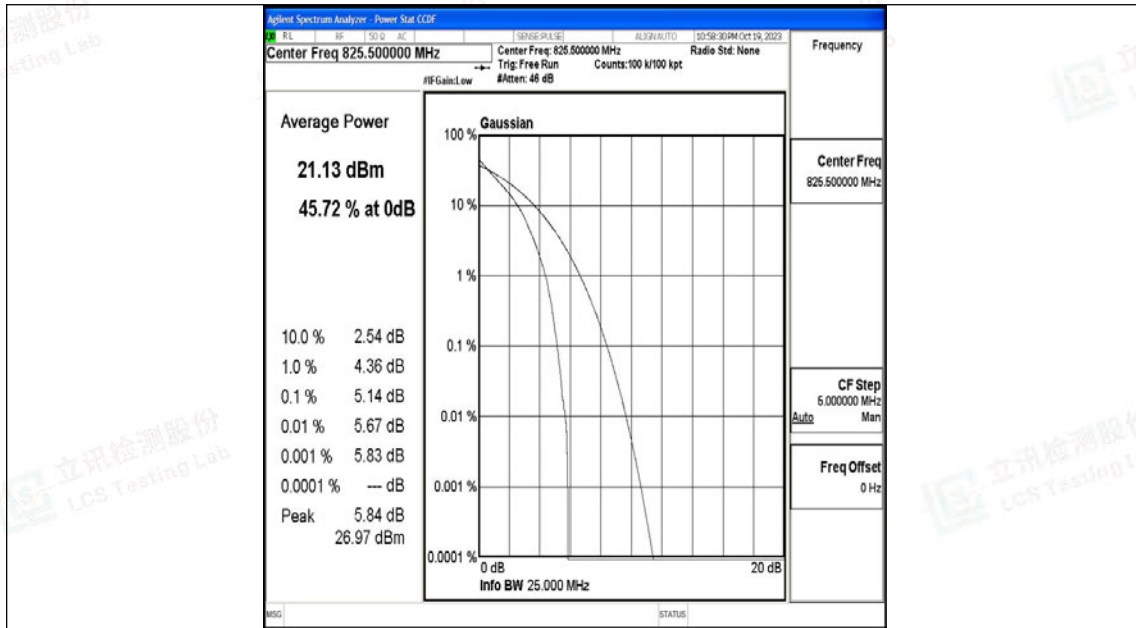 Agilent Spectrum Analyzer - Power Stat CCDF
RL RF 50 Ω AC SENSE:PULSE ALIGNAUTO 10:58:30 PM Oct 19, 2023
Center Freq 825.500000 MHz
Center Freq: 825.500000 MHz Radio Std: None
Trig: Free Run Counts:100 k/100 kpt
#IFGain:Low #Atten: 46 dB
Frequency
Average Power
21.13 dBm
45.72 % at 0dB
10.0 % 2.54 dB
1.0 % 4.36 dB
0.1 % 5.14 dB
0.01 % 5.67 dB
0.001 % 5.83 dB
0.0001 % --- dB
Peak 5.84 dB
26.97 dBm
Gaussian
100 %
10 %
1 %
0.1 %
0.01 %
0.001 %
0.0001 %
0 dB 20 dB
Info BW 25.000 MHz
Center Freq
825.500000 MHz
CF Step
5.000000 MHz
Auto Man
Freq Offset
0 Hz
MSG STATUS
立讯检测股份
LCS Testing Lab